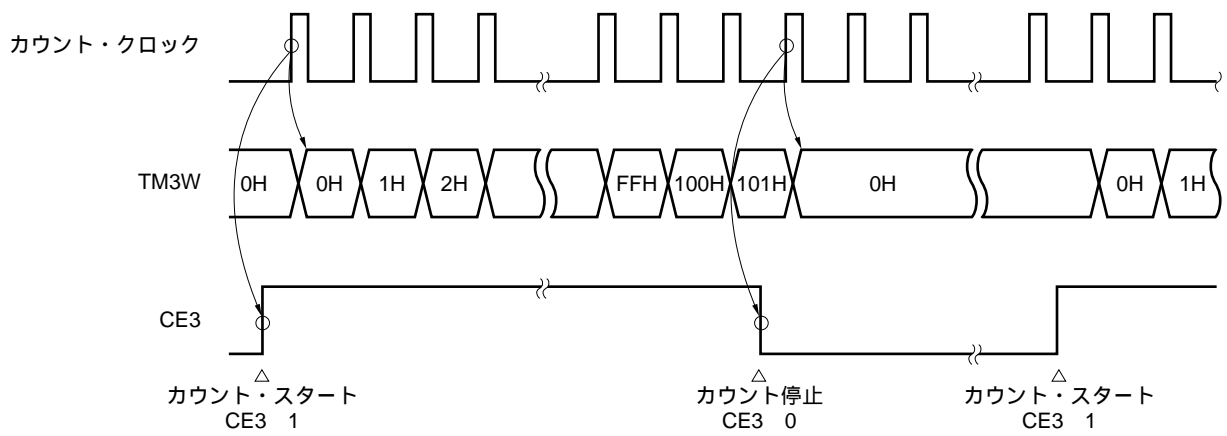 カウント・クロック
TM3W
0H
0H
1H
2H
FFH
100H
101H
0H
0H
1H
CE3
カウント・スタート
CE3 1
カウント停止
CE3 0
カウント・スタート
CE3 1